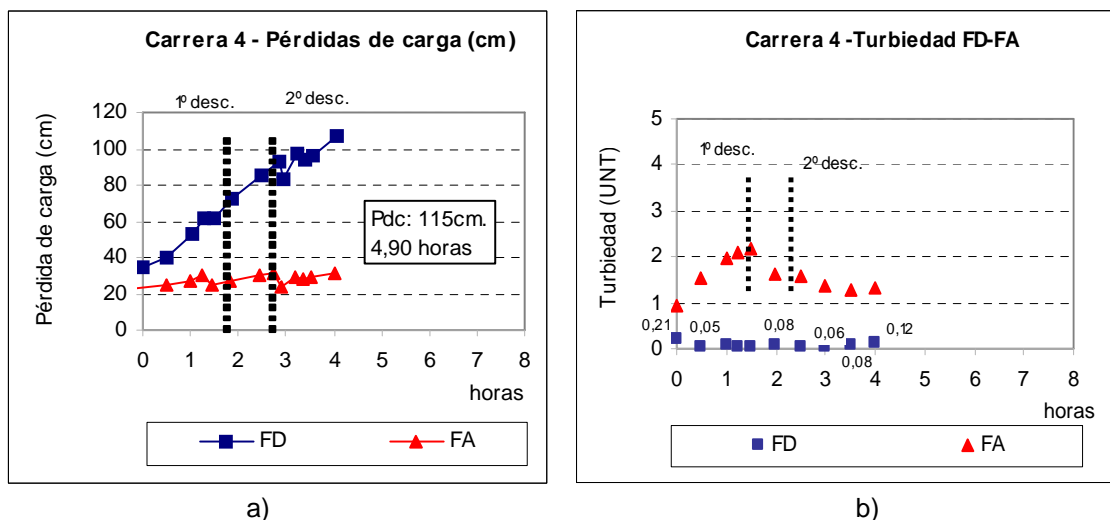 Carrera 4 - Pérdidas de carga (cm)
1º desc.
2º desc.
Pérdida de carga (cm)
120
100
80
60
40
20
0
Pdc: 115cm.
4,90 horas
0 1 2 3 4 5 6 7 8
horas
FD FA
a)
Carrera 4 -Turbiedad FD-FA
1º desc.
2º desc.
Turbiedad (UNT)
5
4
3
2
1
0
0,21 0,05 0,08 0,06 0,08 0,12
0 1 2 3 4 5 6 7 8
horas
FD FA
b)